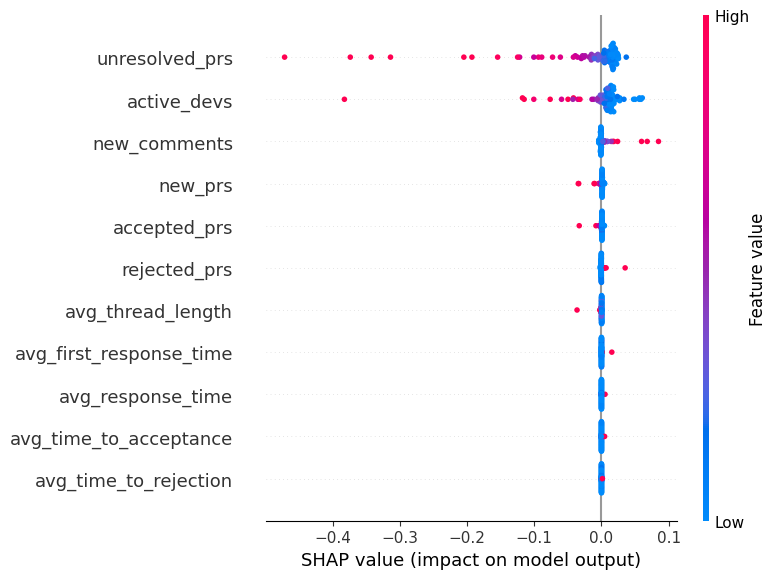 High
unresolved_prs
active_devs
new_comments
new_prs
accepted_prs
rejected_prs
avg_thread_length
avg_first_response_time
avg_response_time
avg_time_to_acceptance
avg_time_to_rejection
Feature value
Low
−0.4 −0.3 −0.2 −0.1 0.0 0.1
SHAP value (impact on model output)